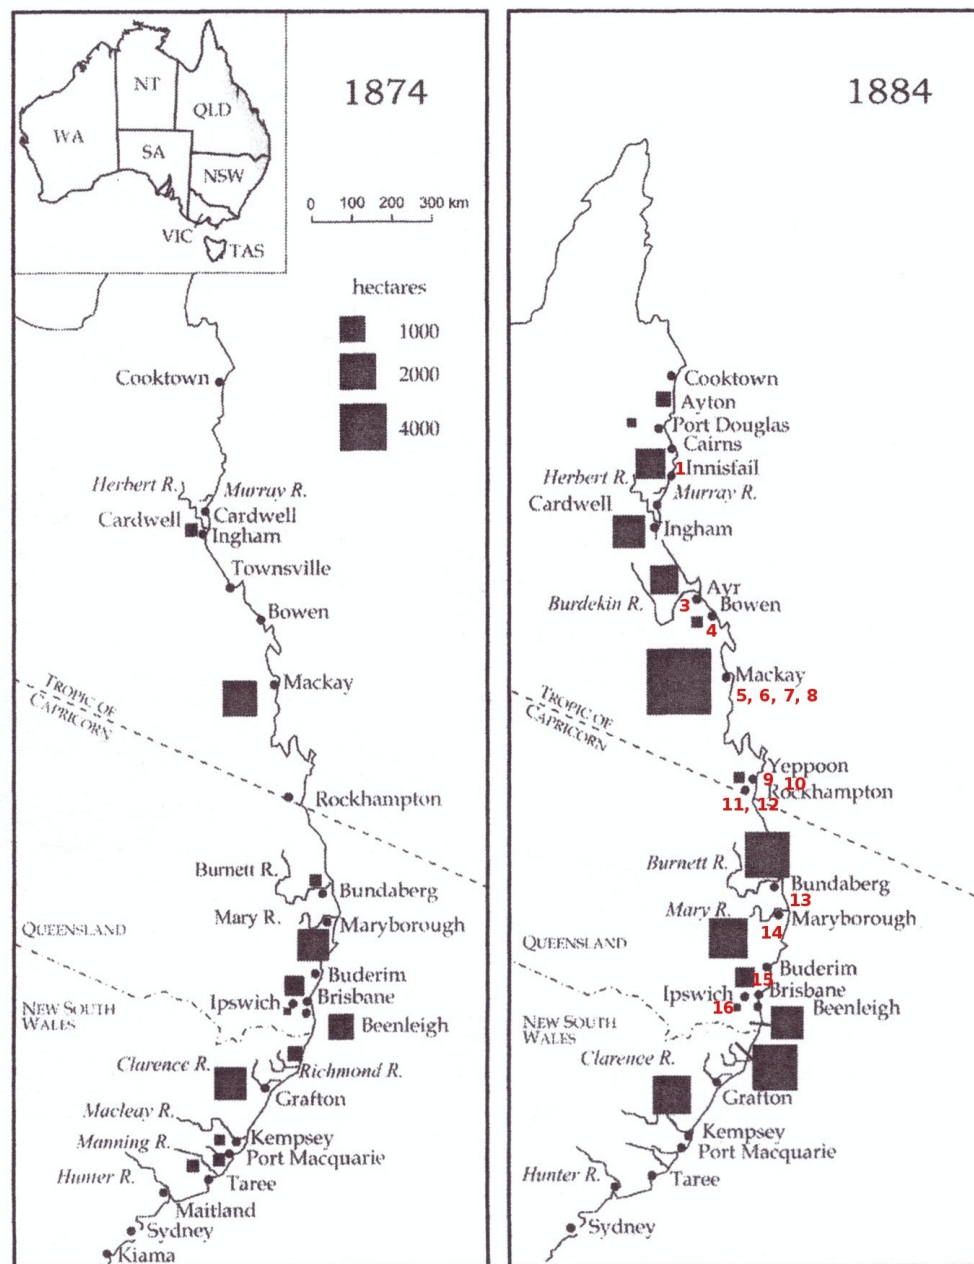 1874
NT
QLD
WA
SA
NSW
VIC
TAS
0 100 200 300 km
hectares
1000
2000
4000
Cooktown
Herbert R.
Murray R.
Cardwell
Cardwell
Ingham
Townsville
Bowen
Mackay
TROPIC OF
CAPRICORN
Rockhampton
Burnett R.
Bundaberg
Mary R.
Maryborough
QUEENSLAND
Buderim
Ipswich
Brisbane
NEW SOUTH
WALES
Beenleigh
Clarence R.
Richmond R.
Grafton
Macleay R.
Kempsey
Manning R.
Port Macquarie
Hunter R.
Taree
Maitland
Sydney
Kiama
1884
Cooktown
Ayton
Port Douglas
Cairns
1
Innisfail
Herbert R.
Murray R.
Cardwell
Ingham
Ayr
Burdekin R.
3
Bowen
4
Mackay
5, 6, 7, 8
TROPIC OF
CAPRICORN
Yeppoon
9 10
Rockhampton
11, 12
Burnett R.
Bundaberg
13
Mary R.
Maryborough
14
QUEENSLAND
Buderim
15
Ipswich
Brisbane
16
Beenleigh
NEW SOUTH
WALES
Clarence R.
Grafton
Kempsey
Port Macquarie
Hunter R.
Taree
Sydney